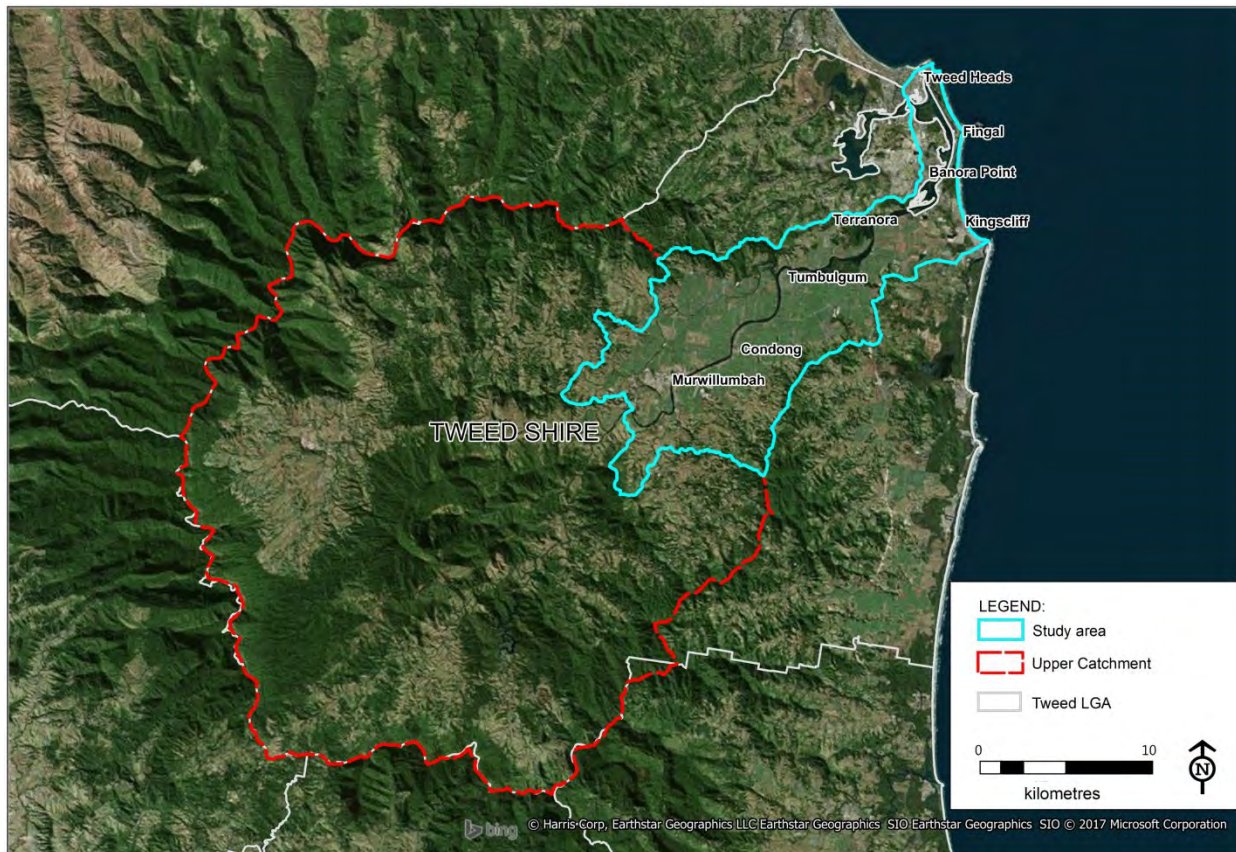 Tweed Heads
Fingal
Banora Point
Terranora
Kingscliff
Tumbulgum
Condong
Murwillumbah
TWEED SHIRE
LEGEND:
Study area
Upper Catchment
Tweed LGA
0 10
N
kilometres
bing
© Harris Corp, Earthstar Geographics LLC Earthstar Geographics SIO Earthstar Geographics SIO © 2017 Microsoft Corporation